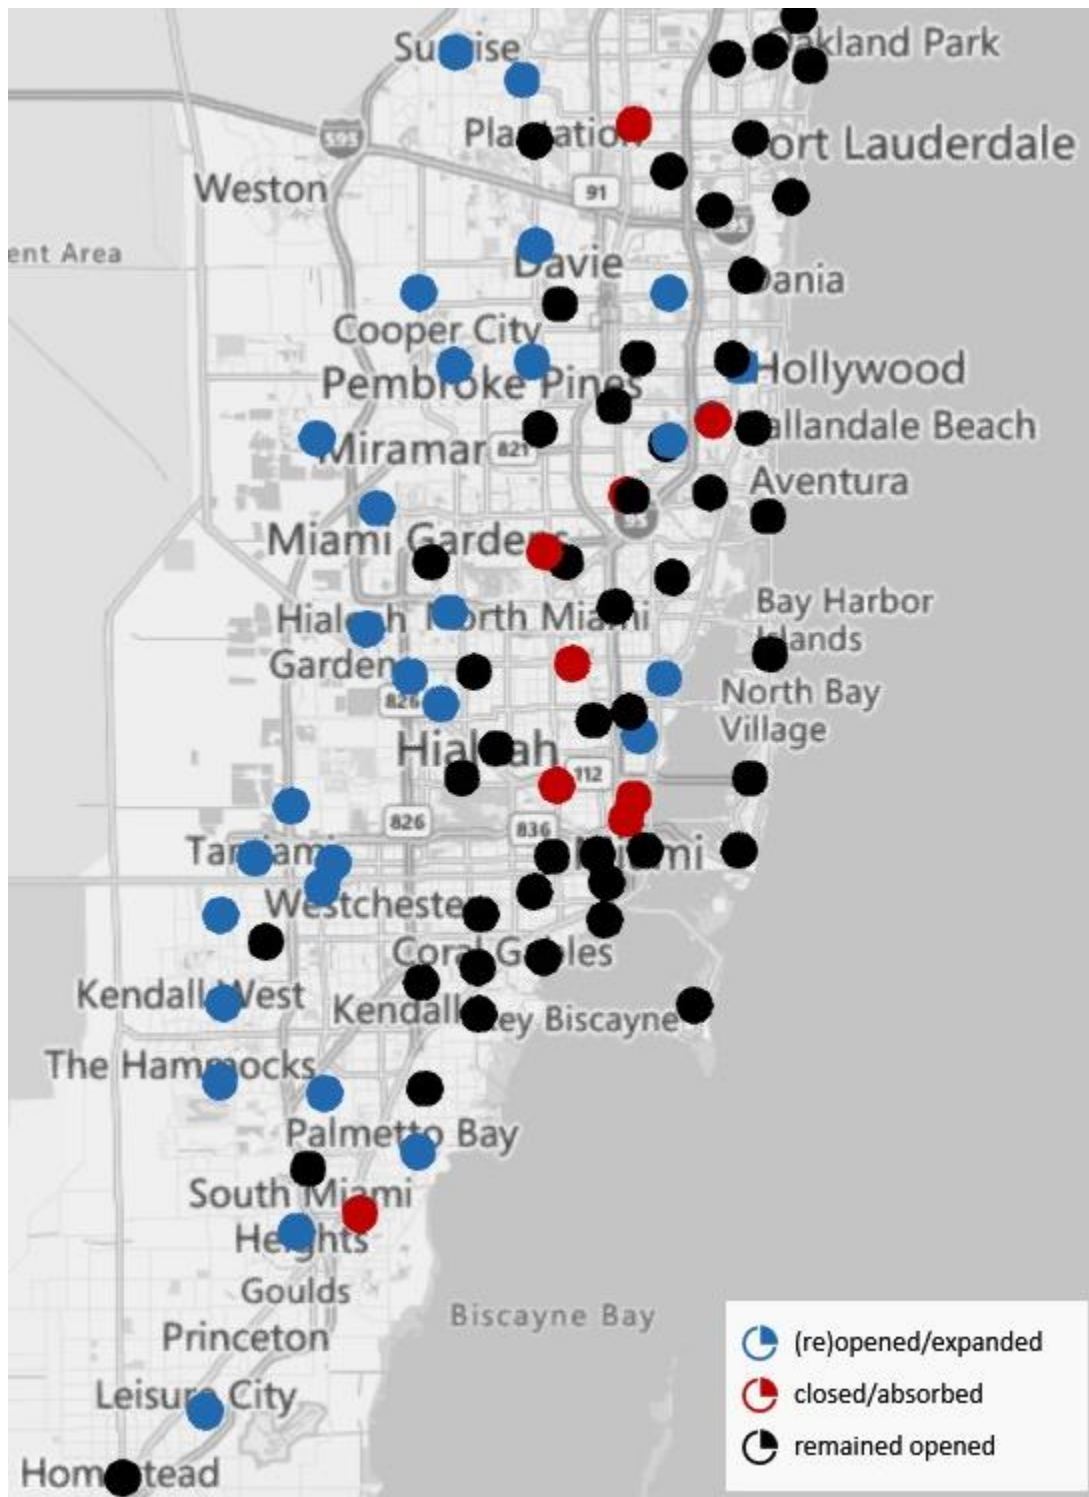 Sunrise
Oakland Park
595
Plantation
Fort Lauderdale
Weston
91
595
ent Area
Davie
Dania
Cooper City
Hollywood
Pembroke Pines
Hallandale Beach
Miramar
821
Aventura
95
Miami Gardens
Bay Harbor
Islands
Hialeah
North Miami
Gardens
826
North Bay
Village
Hialeah
112
826
836
Tamiami
Miami
Westchester
Coral Gables
Kendall West
Kendall
Key Biscayne
The Hammocks
Palmetto Bay
South Miami
Heights
Goulds
Biscayne Bay
Princeton
Leisure City
Homestead
(re)opened/expanded
closed/absorbed
remained opened